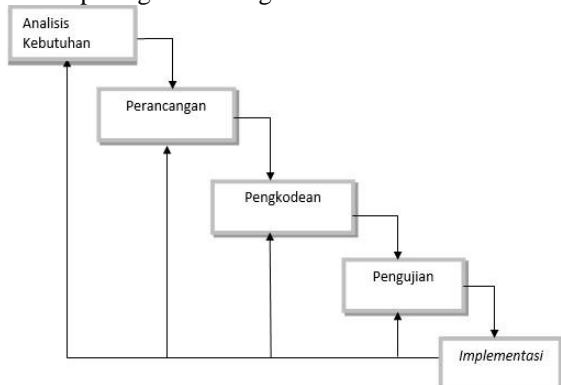 Analisis
Kebutuhan
Perancangan
Pengkodean
Pengujian
Implementasi